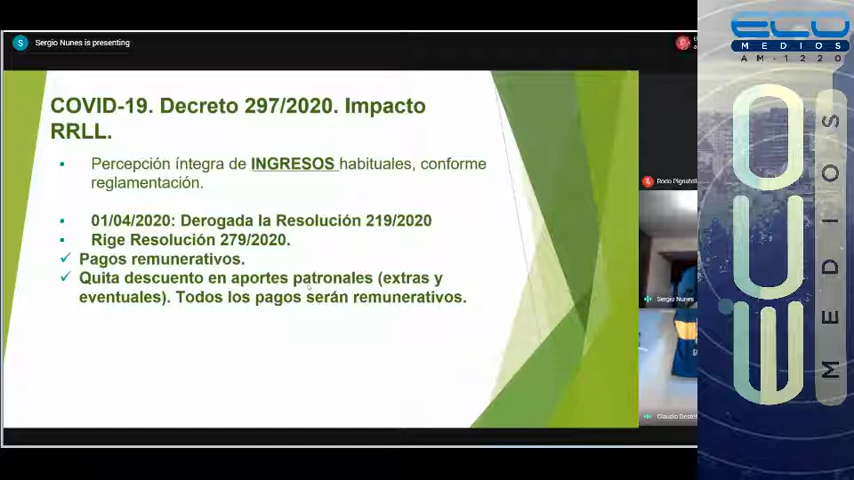 S Sergio Nunes is presenting
COVID-19. Decreto 297/2020. Impacto
RRLL.
Percepción íntegra de INGRESOS habituales, conforme
reglamentación.
01/04/2020: Derogada la Resolución 219/2020
Rige Resolución 279/2020.
Pagos remunerativos.
Quita descuento en aportes patronales (extras y
eventuales). Todos los pagos serán remunerativos.
Sergio Nunes
ECO
MEDIOS
AM-1220
ECO
MEDIOS